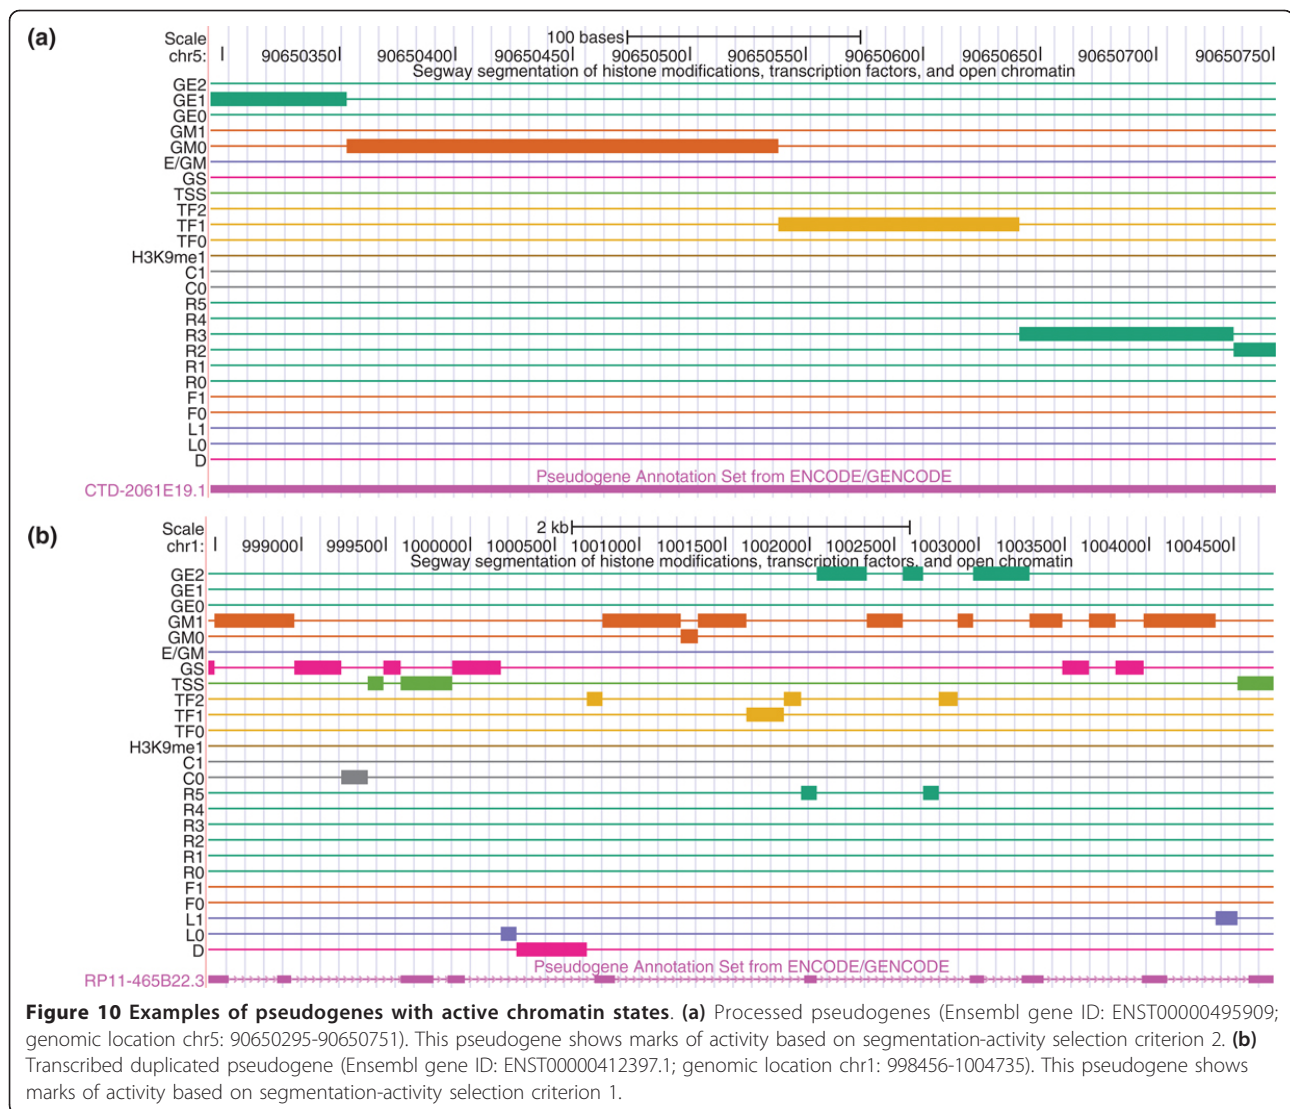 (a)
Scale 100 bases
chr5: 90650350 90650400 90650450 90650500 90650550 90650600 90650650 90650700 90650750
Segway segmentation of histone modifications, transcription factors, and open chromatin
GE2
GE1
GE0
GM1
GM0
E/GM
GS
TSS
TF2
TF1
TF0
H3K9me1
C1
C0
R5
R4
R3
R2
R1
R0
F1
F0
L1
L0
D
Pseudogene Annotation Set from ENCODE/GENCODE
CTD-2061E19.1
(b)
Scale 2 kb
chr1: 999000 999500 1000000 1000500 1001000 1001500 1002000 1002500 1003000 1003500 1004000 1004500
Segway segmentation of histone modifications, transcription factors, and open chromatin
GE2
GE1
GE0
GM1
GM0
E/GM
GS
TSS
TF2
TF1
TF0
H3K9me1
C1
C0
R5
R4
R3
R2
R1
R0
F1
F0
L1
L0
D
Pseudogene Annotation Set from ENCODE/GENCODE
RP11-465B22.3
Figure 10 Examples of pseudogenes with active chromatin states. (a) Processed pseudogenes (Ensembl gene ID: ENST00000495909;
genomic location chr5: 90650295-90650751). This pseudogene shows marks of activity based on segmentation-activity selection criterion 2. (b)
Transcribed duplicated pseudogene (Ensembl gene ID: ENST00000412397.1; genomic location chr1: 998456-1004735). This pseudogene shows
marks of activity based on segmentation-activity selection criterion 1.